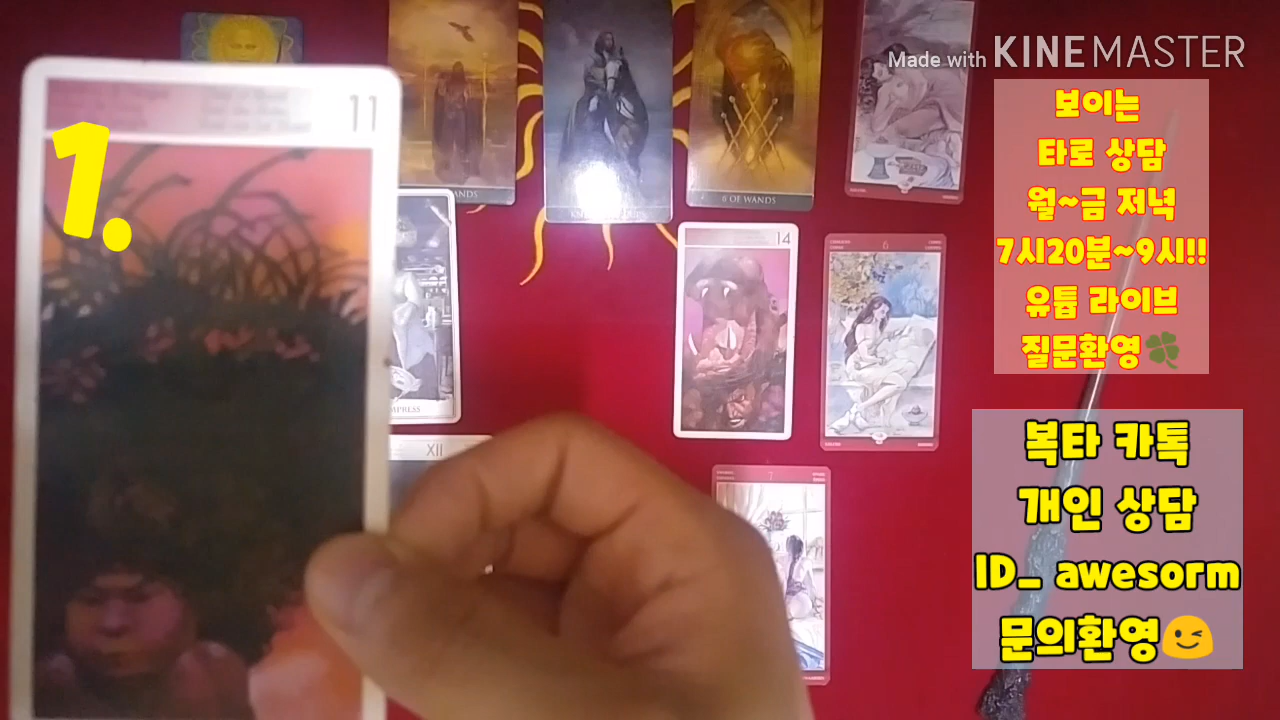 Made with KINEMASTER
보이는
타로 상담
월~금 저녁
7시20분~9시!!
유튭 라이브
질문환영🍀
복타 카톡
개인 상담
ID_ awesorm
문의환영😉
1.
11
8 OF WANDS
14
6
XII
7